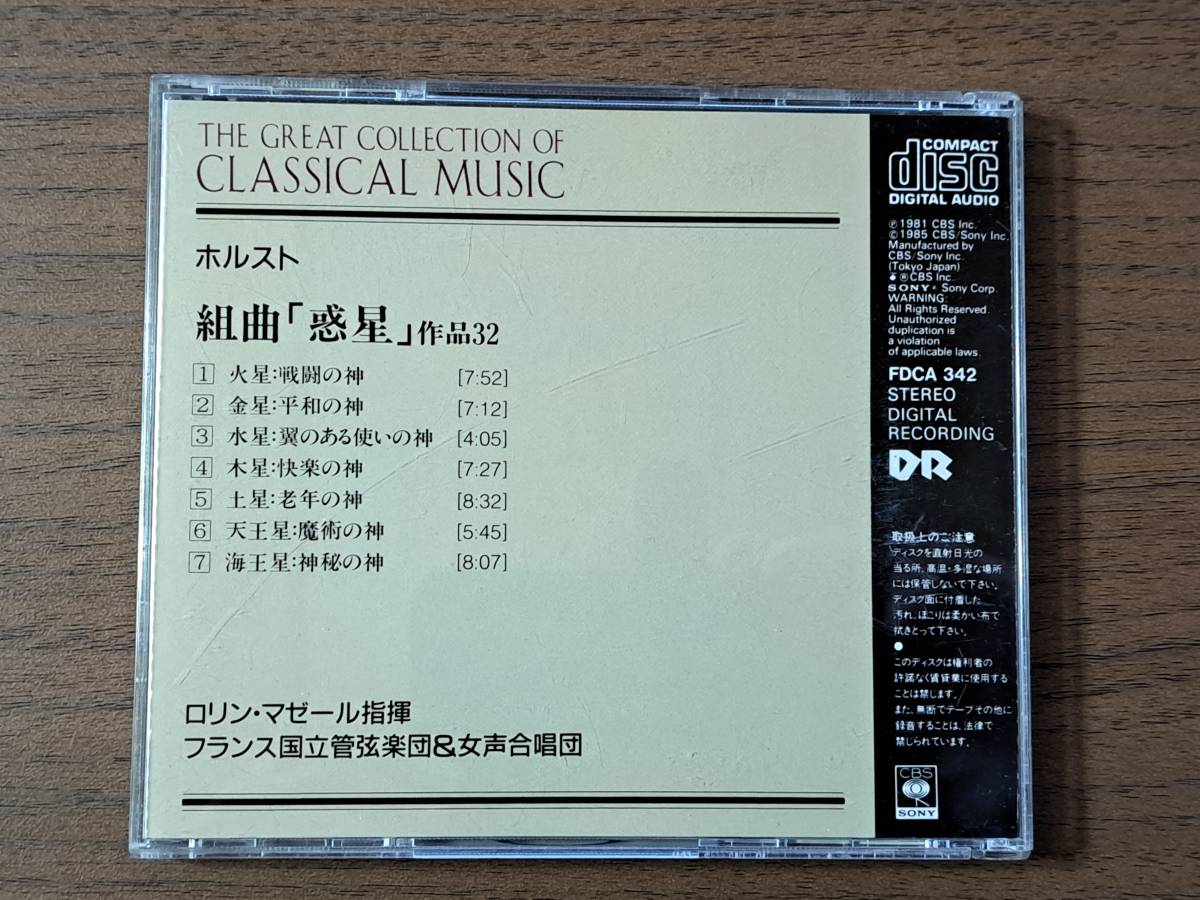 THE GREAT COLLECTION OF
CLASSICAL MUSIC
ホルスト
組曲「惑星」作品32
1 火星:戦闘の神 [7:52]
2 金星:平和の神 [7:12]
3 水星:翼のある使いの神 [4:05]
4 木星:快楽の神 [7:27]
5 土星:老年の神 [8:32]
6 天王星:魔術の神 [5:45]
7 海王星:神秘の神 [8:07]
ロリン・マゼール指揮
フランス国立管弦楽団&女声合唱団
COMPACT
disc
DIGITAL AUDIO
℗1981 CBS Inc.
©1985 CBS/Sony Inc.
Manufactured by
CBS/Sony Inc.
(Tokyo Japan)
®CBS Inc.
SONY® Sony Corp.
WARNING:
All Rights Reserved.
Unauthorized
duplication is
a violation
of applicable laws.
FDCA 342
STEREO
DIGITAL
RECORDING
DR
取扱上のご注意
ディスクを直射日光の
当る所、高温・多湿な場所
には保管しないで下さい。
ディスク面に付着した
汚れ、ほこりは柔かい布で
拭きとって下さい。
●
このディスクは権利者の
許諾なく賃貸業に使用する
ことは禁じます。
また、無断でテープその他に
録音することは、法律で
禁じられています。
CBS
SONY